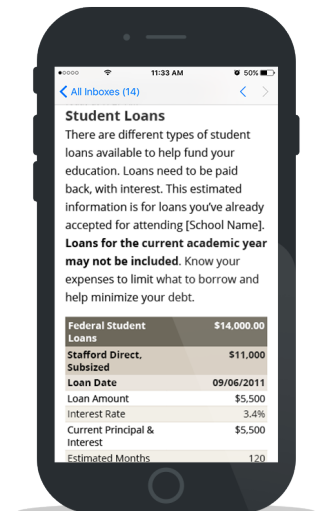 11:33 AM
50%
All Inboxes (14)
Student Loans
There are different types of student
loans available to help fund your
education. Loans need to be paid
back, with interest. This estimated
information is for loans you've already
accepted for attending [School Name].
Loans for the current academic year
may not be included. Know your
expenses to limit what to borrow and
help minimize your debt.
Federal Student $14,000.00
Loans
Stafford Direct, $11,000
Subsized
Loan Date 09/06/2011
Loan Amount $5,500
Interest Rate 3.4%
Current Principal & $5,500
Interest
Estimated Months 120